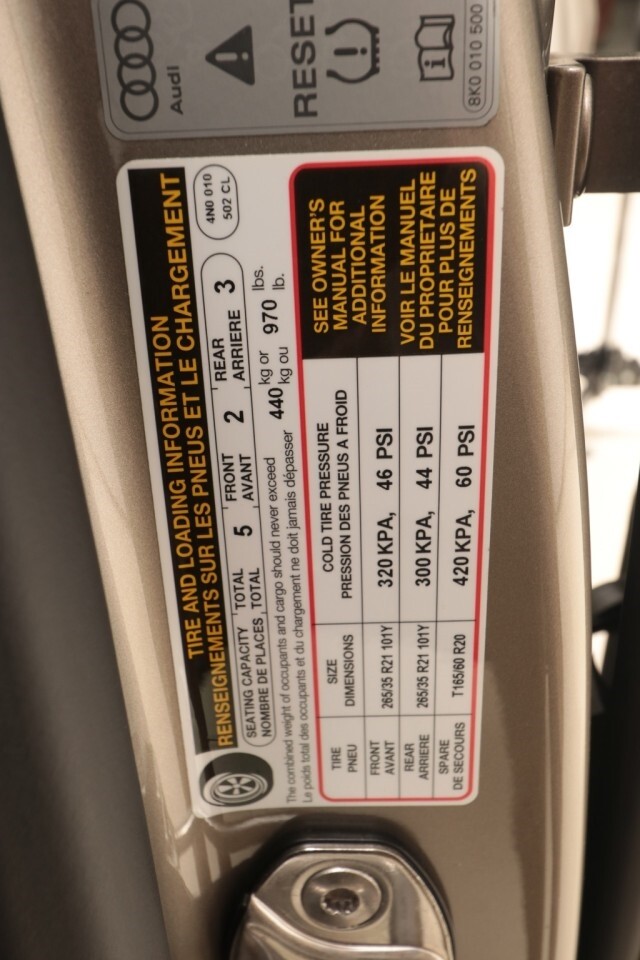 Audi
RESET
8K0 010 500
TIRE AND LOADING INFORMATION
RENSEIGNEMENTS SUR LES PNEUS ET LE CHARGEMENT
4N0 010
502 CL
SEATING CAPACITY TOTAL 5 FRONT 2 REAR 3
NOMBRE DE PLACES TOTAL AVANT ARRIERE
The combined weight of occupants and cargo should never exceed 440 kg or 970 lbs.
Le poids total des occupants et du chargement ne doit jamais dépasser kg ou lb.
TIRE SIZE COLD TIRE PRESSURE
PNEU DIMENSIONS PRESSION DES PNEUS A FROID
FRONT
AVANT 265/35 R21 101Y 320 KPA, 46 PSI
REAR
ARRIERE 265/35 R21 101Y 300 KPA, 44 PSI
SPARE
DE SECOURS T165/60 R20 420 KPA, 60 PSI
SEE OWNER'S
MANUAL FOR
ADDITIONAL
INFORMATION
VOIR LE MANUEL
DU PROPRIETAIRE
POUR PLUS DE
RENSEIGNEMENTS